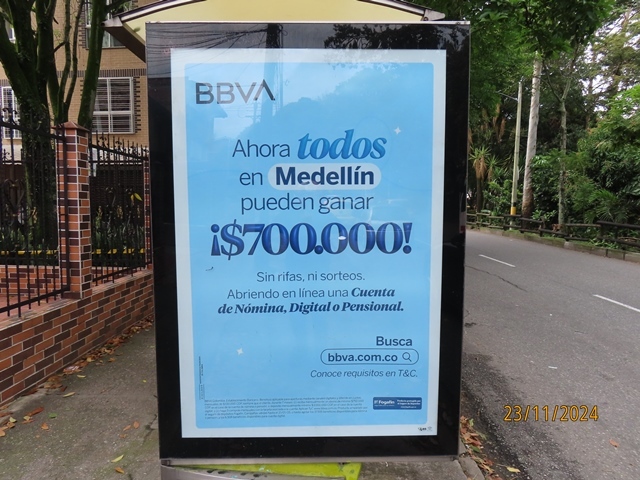 BBVA
Ahora todos
en Medellín
pueden ganar
¡$700.000!
Sin rifas, ni sorteos.
Abriendo en línea una Cuenta
de Nómina, Digital o Pensional.
Busca
bbva.com.co
Conoce requisitos en T&C.
Fogafín
23/11/2024